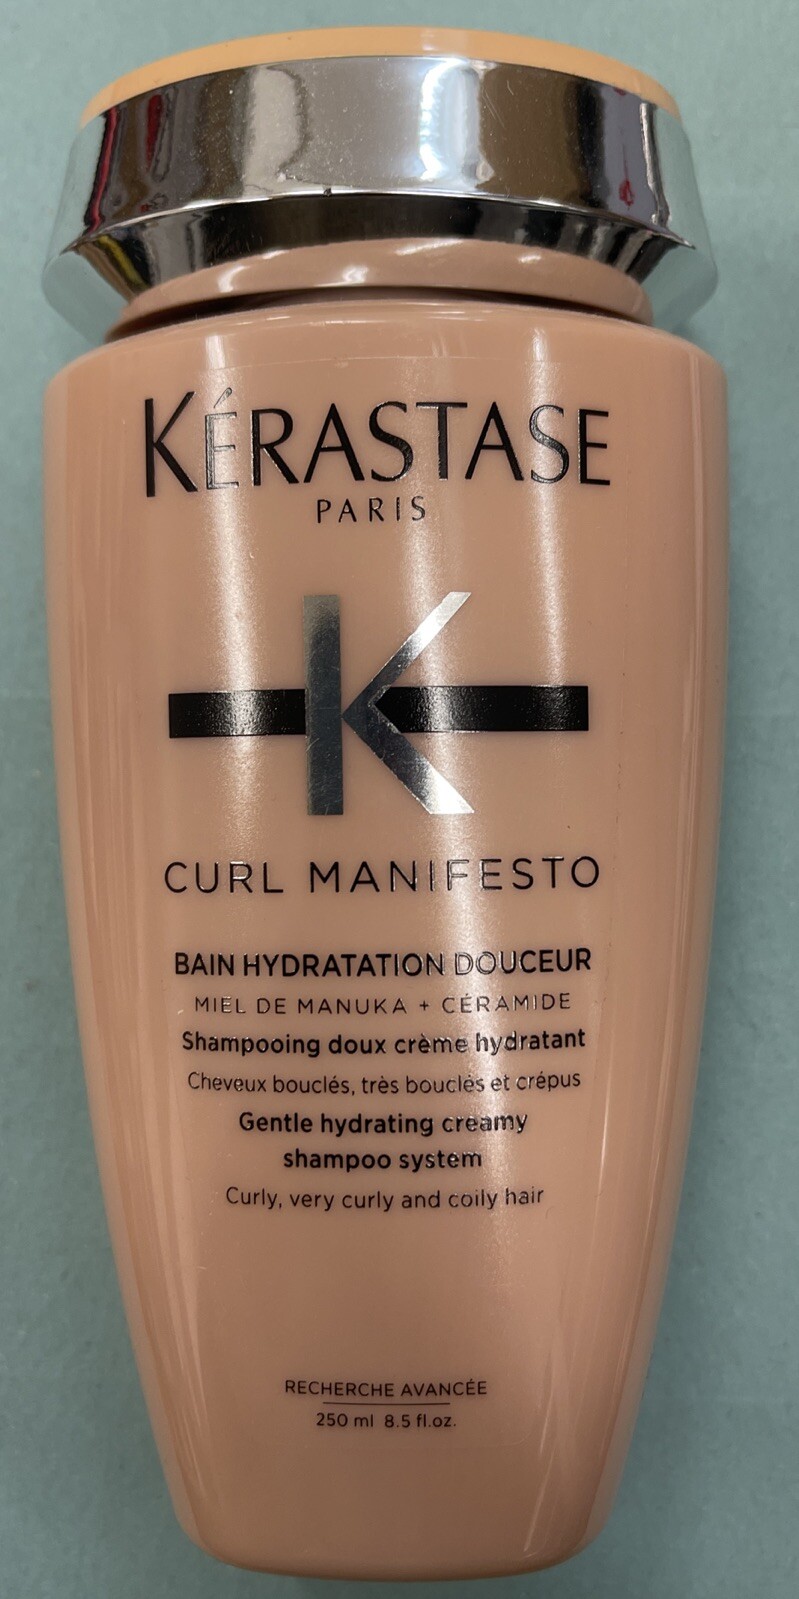 KÉRASTASE
PARIS
K
CURL MANIFESTO
BAIN HYDRATATION DOUCEUR
MIEL DE MANUKA + CÉRAMIDE
Shampooing doux crème hydratant
Cheveux bouclés, très bouclés et crépus
Gentle hydrating creamy
shampoo system
Curly, very curly and coily hair
RECHERCHE AVANCÉE
250 ml 8.5 fl.oz.